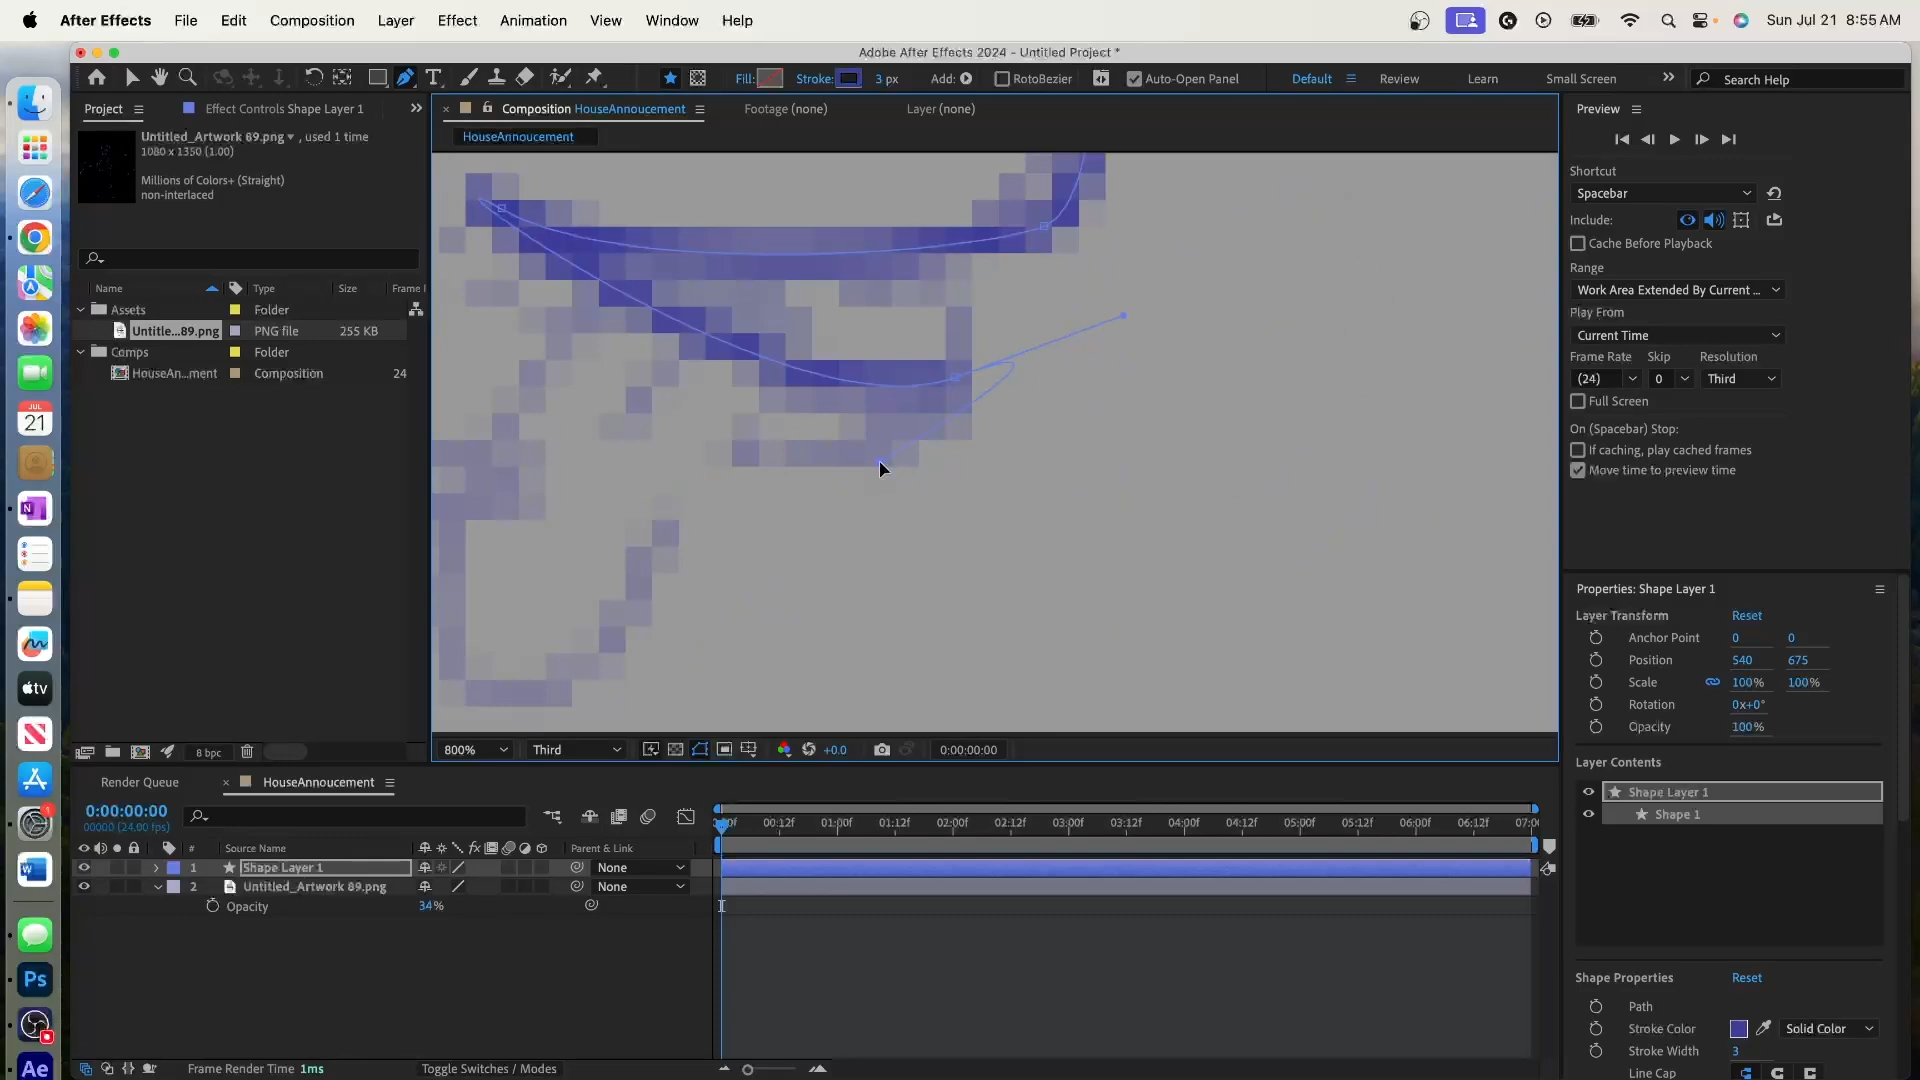 After Effects File Edit Composition Layer Effect Animation View Window Help Sun Jul 21 8:55 AM
Adobe After Effects 2024 - Untitled Project *
Fill: Stroke: 3 px Add: RotoBezier Auto-Open Panel Default Review Learn Small Screen Search Help
Project Effect Controls Shape Layer 1 Composition HouseAnnoucement Footage (none) Layer (none) Preview
HouseAnnoucement
Untitled_Artwork 89.png , used 1 time
1080 x 1350 (1.00)
Millions of Colors+ (Straight)
non-interlaced
Shortcut
Spacebar
Include:
Cache Before Playback
Range
Work Area Extended By Current ...
Play From
Current Time
Frame Rate Skip Resolution
(24) 0 Third
Full Screen
On (Spacebar) Stop:
If caching, play cached frames
Move time to preview time
Name Type Size Frame
Assets Folder
Untitle...89.png PNG file 255 KB
Comps Folder
HouseAn...ment Composition 24
JUL
21
8 bpc
800% Third +0.0 0:00:00:00
Properties: Shape Layer 1
Layer Transform Reset
Anchor Point 0 0
Position 540 675
Scale 100% 100%
Rotation 0x+0°
Opacity 100%
Layer Contents
Shape Layer 1
Shape 1
Shape Properties Reset
Path
Stroke Color Solid Color
Stroke Width 3
Line Cap
Render Queue HouseAnnoucement
0:00:00:00
00000 (24.00 fps)
00:12f 01:00f 01:12f 02:00f 02:12f 03:00f 03:12f 04:00f 04:12f 05:00f 05:12f 06:00f 06:12f 07:0
# Source Name Parent & Link
1 Shape Layer 1 None
2 Untitled_Artwork 89.png None
Opacity 34%
Frame Render Time 1ms Toggle Switches / Modes
tv
N
W
1
Ps
Ae